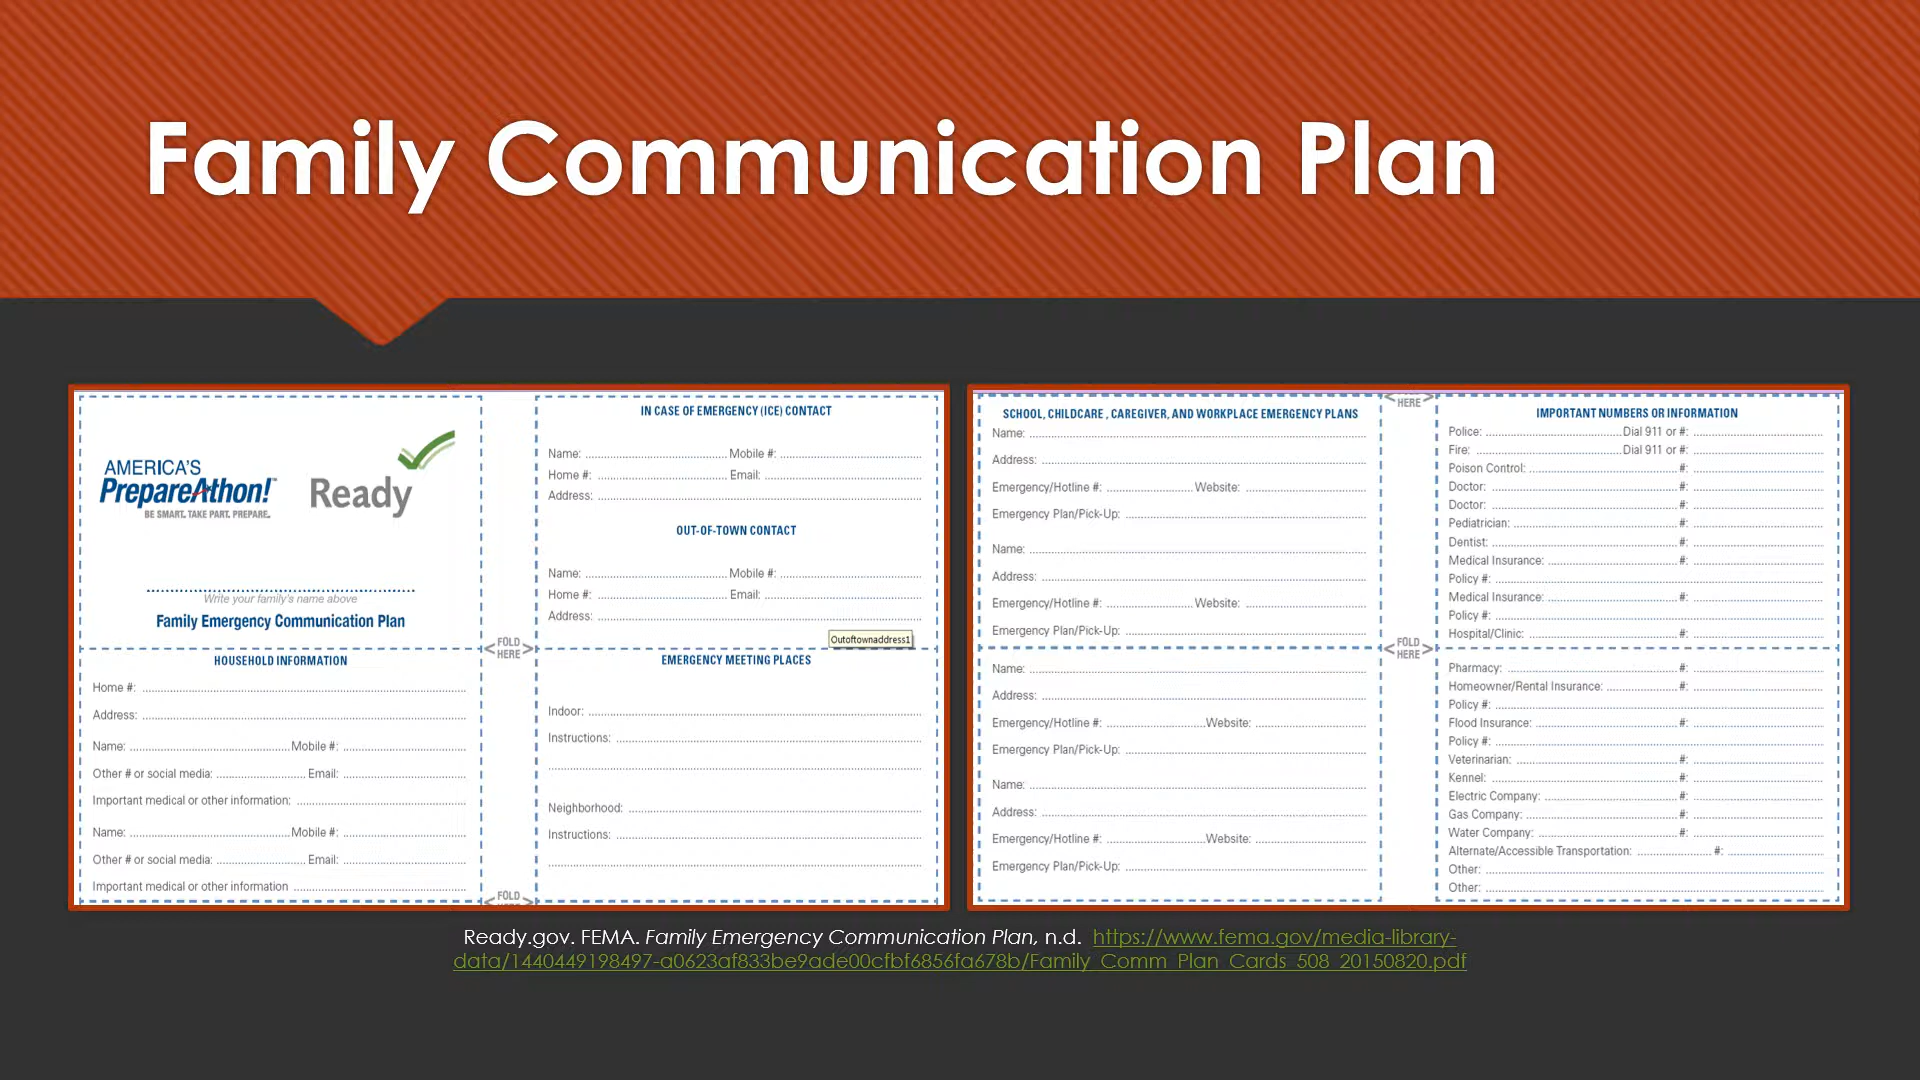 Family Communication Plan
AMERICA'S
PrepareAthon!
BE SMART. TAKE PART. PREPARE.
Ready
Write your family's name above
Family Emergency Communication Plan
HOUSEHOLD INFORMATION
Home #:
Address:
Name: Mobile #:
Other # or social media: Email:
Important medical or other information:
Name: Mobile #:
Other # or social media: Email:
Important medical or other information
< FOLD HERE >
< FOLD
IN CASE OF EMERGENCY (ICE) CONTACT
Name: Mobile #:
Home #: Email:
Address:
OUT-OF-TOWN CONTACT
Name: Mobile #:
Home #: Email:
Address:
Outoftownaddress1
EMERGENCY MEETING PLACES
Indoor:
Instructions:
Neighborhood:
Instructions:
SCHOOL, CHILDCARE , CAREGIVER, AND WORKPLACE EMERGENCY PLANS
Name:
Address:
Emergency/Hotline #: Website:
Emergency Plan/Pick-Up:
Name:
Address:
Emergency/Hotline #: Website:
Emergency Plan/Pick-Up:
Name:
Address:
Emergency/Hotline #: Website:
Emergency Plan/Pick-Up:
Name:
Address:
Emergency/Hotline #: Website:
Emergency Plan/Pick-Up:
< HERE >
< FOLD HERE >
IMPORTANT NUMBERS OR INFORMATION
Police: Dial 911 or #:
Fire: Dial 911 or #:
Poison Control: #:
Doctor: #:
Doctor: #:
Pediatrician: #:
Dentist: #:
Medical Insurance: #:
Policy #:
Medical Insurance: #:
Policy #:
Hospital/Clinic: #:
Pharmacy: #:
Homeowner/Rental Insurance: #:
Policy #:
Flood Insurance: #:
Policy #:
Veterinarian: #:
Kennel: #:
Electric Company: #:
Gas Company: #:
Water Company: #:
Alternate/Accessible Transportation: #:
Other:
Other:
Ready.gov. FEMA. Family Emergency Communication Plan, n.d. https://www.fema.gov/media-library-
data/1440449198497-a0623af833be9ade00cfbf6856fa678b/Family_Comm_Plan_Cards_508_20150820.pdf